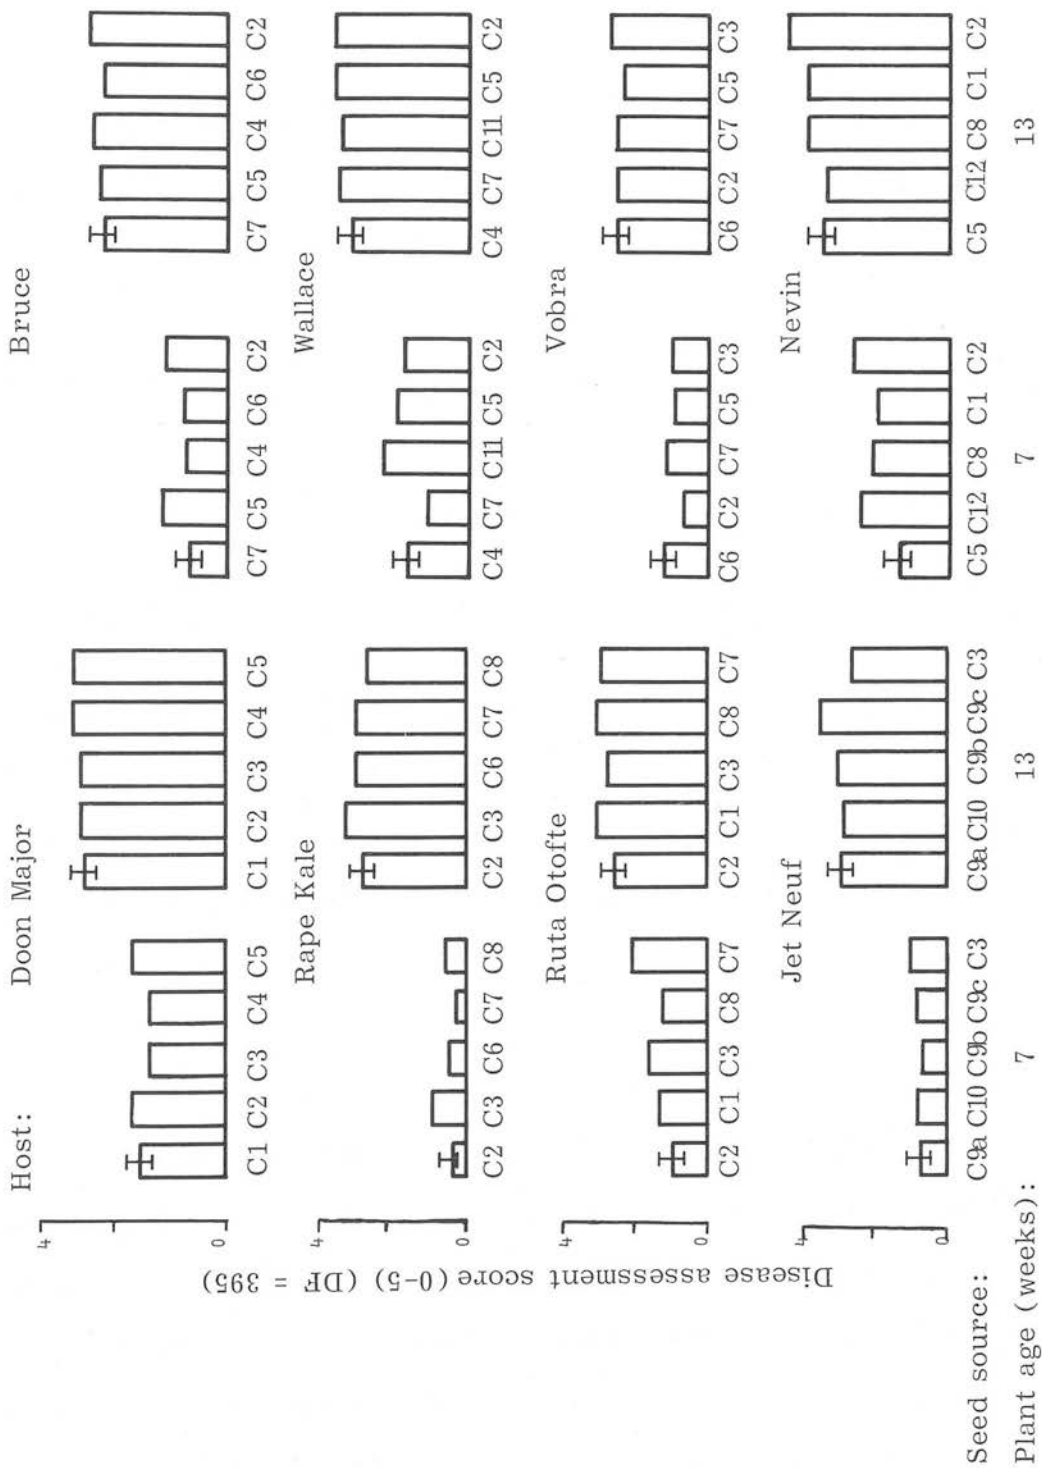 Host: Doon Major Bruce
4
0
C1 C2 C3 C4 C5 C1 C2 C3 C4 C5 C7 C5 C4 C6 C2 C7 C5 C4 C6 C2
Rape Kale Wallace
4
0
C2 C3 C6 C7 C8 C2 C3 C6 C7 C8 C4 C7 C11 C5 C2 C4 C7 C11 C5 C2
Ruta Otofte Vobra
4
0
C2 C1 C3 C8 C7 C2 C1 C3 C8 C7 C6 C2 C7 C5 C3 C6 C2 C7 C5 C3
Jet Neuf Nevin
4
0
Disease assessment score (0-5) (DF = 395)
Seed source: C9a C10 C9b C9c C3 C9a C10 C9b C9c C3 C5 C12 C8 C1 C2 C5 C12 C8 C1 C2
Plant age (weeks): 7 13 7 13